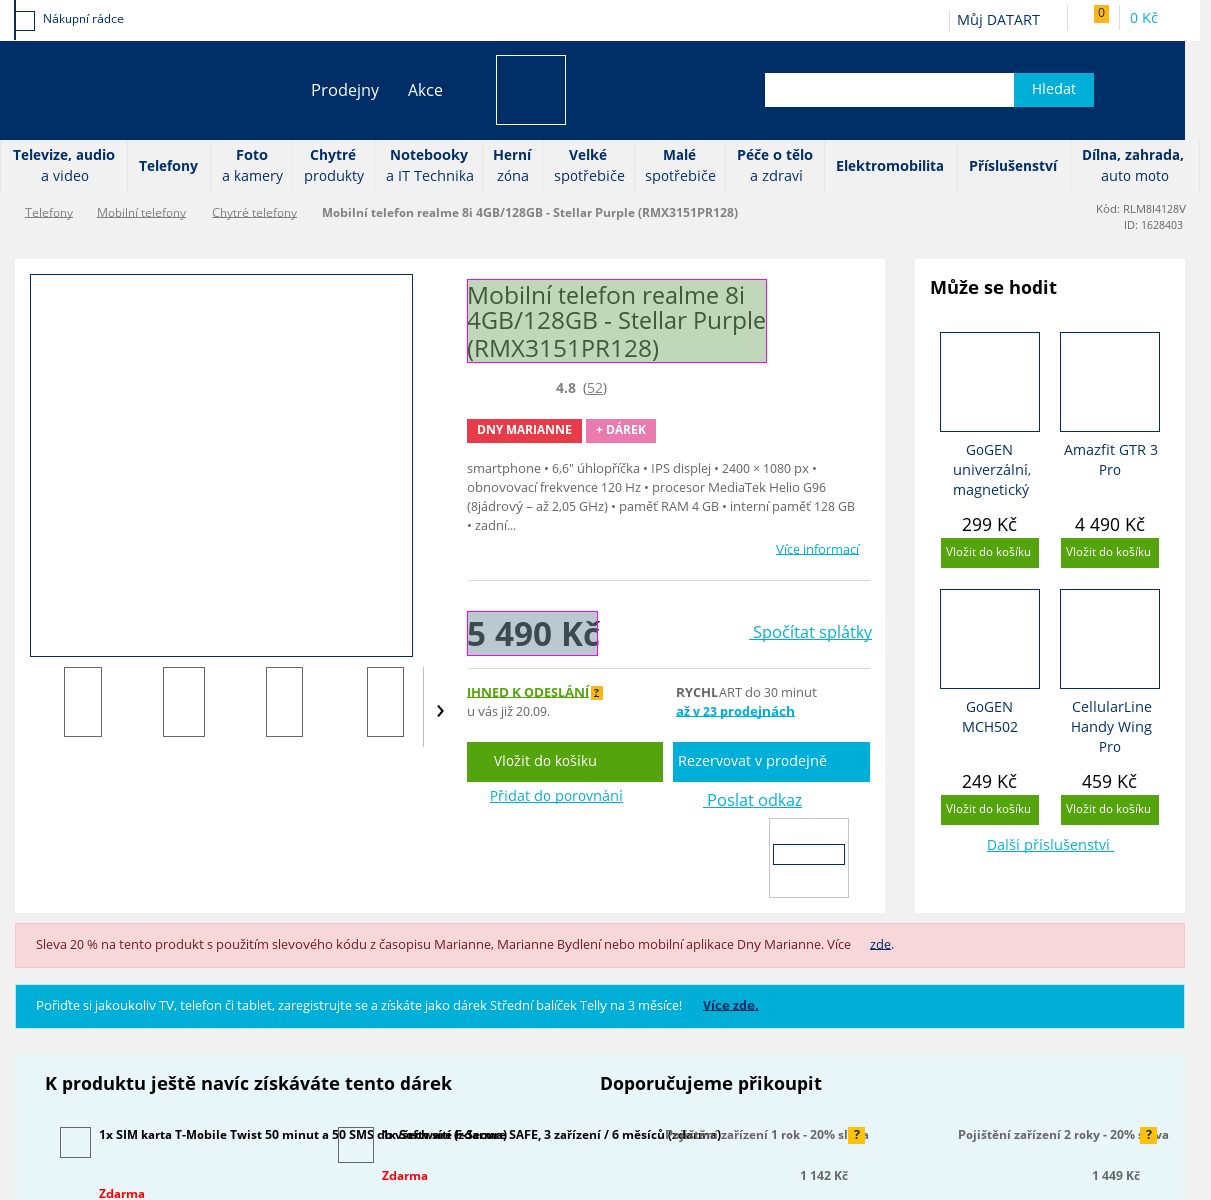 Nákupní rádce
Můj DATART
0
0 Kč
Prodejny
Akce
Hledat
Televize, audio
a video
Telefony
Foto
a kamery
Chytré
produkty
Notebooky
a IT Technika
Herní
zóna
Velké
spotřebiče
Malé
spotřebiče
Péče o tělo
a zdraví
Elektromobilita
Příslušenství
Dílna, zahrada,
auto moto
Telefony
Mobilní telefony
Chytré telefony
Mobilní telefon realme 8i 4GB/128GB - Stellar Purple (RMX3151PR128)
Kód: RLM8I4128V
ID: 1628403
Mobilní telefon realme 8i
4GB/128GB - Stellar Purple
(RMX3151PR128)
4.8 (52)
DNY MARIANNE
+ DÁREK
smartphone • 6,6" úhlopříčka • IPS displej • 2400 × 1080 px •
obnovovací frekvence 120 Hz • procesor MediaTek Helio G96
(8jádrový – až 2,05 GHz) • paměť RAM 4 GB • interní paměť 128 GB
• zadní...
Více informací
5 490 Kč
Spočítat splátky
IHNED K ODESLÁNÍ ?
u vás již 20.09.
RYCHLART do 30 minut
až v 23 prodejnách
Vložit do košíku
Rezervovat v prodejně
Přidat do porovnání
Poslat odkaz
Může se hodit
GoGEN
univerzální,
magnetický
299 Kč
Vložit do košíku
Amazfit GTR 3
Pro
4 490 Kč
Vložit do košíku
GoGEN
MCH502
249 Kč
Vložit do košíku
CellularLine
Handy Wing
Pro
459 Kč
Vložit do košíku
Další příslušenství
Sleva 20 % na tento produkt s použitím slevového kódu z časopisu Marianne, Marianne Bydlení nebo mobilní aplikace Dny Marianne. Více zde.
Pořiďte si jakoukoliv TV, telefon či tablet, zaregistrujte se a získáte jako dárek Střední balíček Telly na 3 měsíce! Více zde.
K produktu ještě navíc získáváte tento dárek
Doporučujeme přikoupit
1x SIM karta T-Mobile Twist 50 minut a 50 SMS do všech sítí (zdarma)
Zdarma
1x Software F-Secure SAFE, 3 zařízení / 6 měsíců (zdarma)
Zdarma
Pojištění zařízení 1 rok - 20% sleva
?
1 142 Kč
Pojištění zařízení 2 roky - 20% sleva
?
1 449 Kč